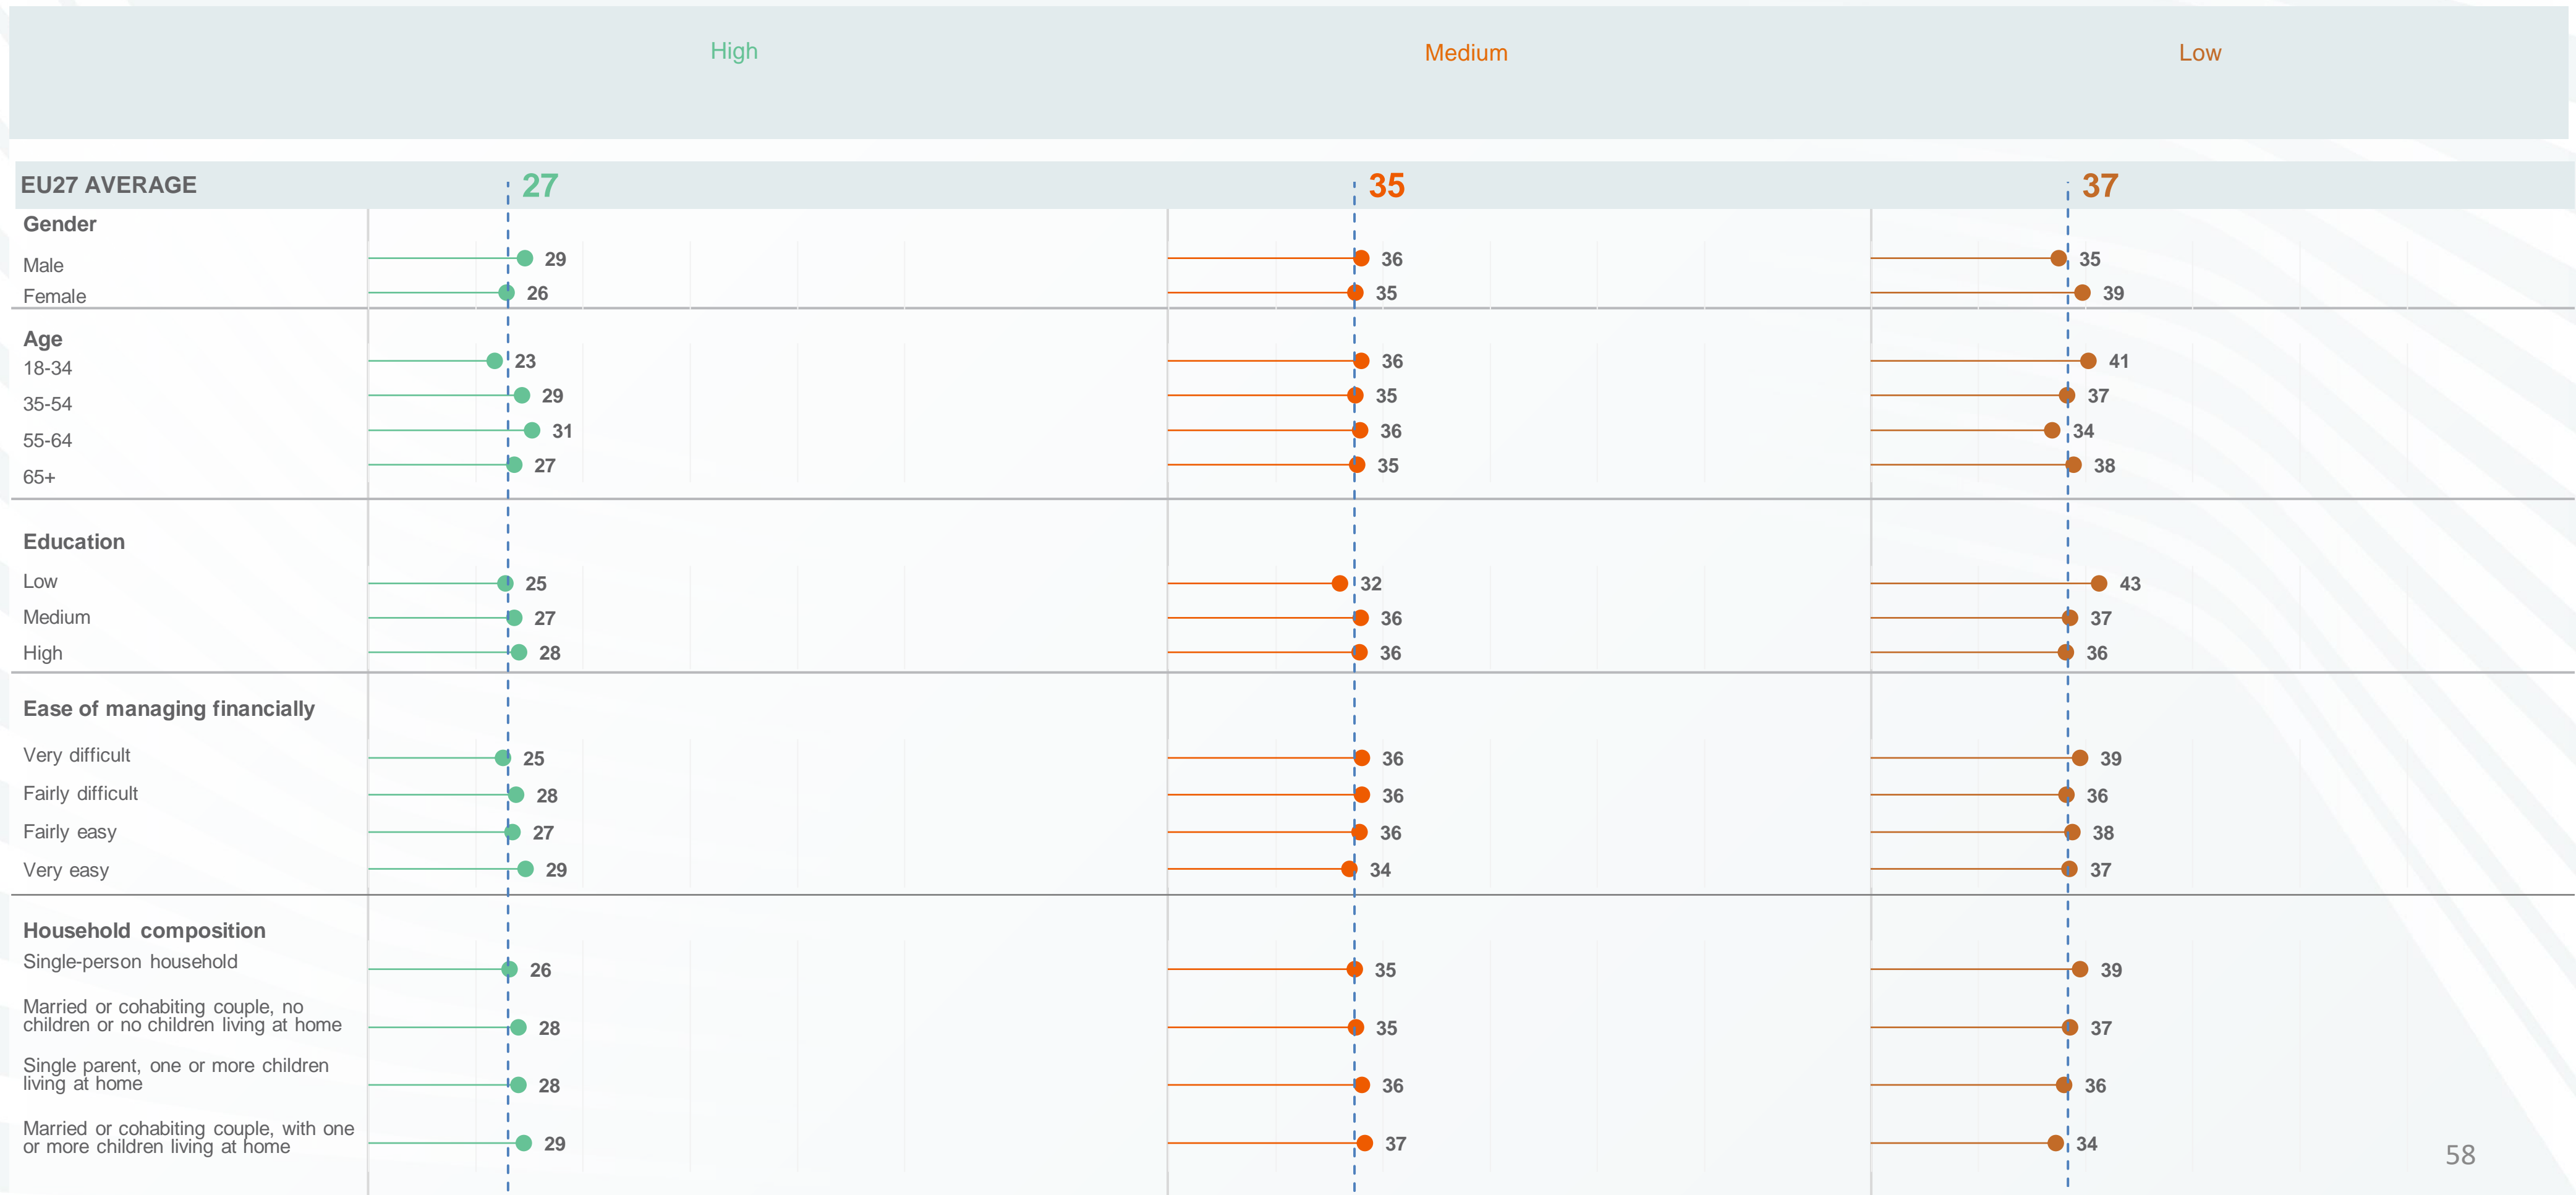 High Medium Low
EU27 AVERAGE 27 35 37
Gender
Male 29 36 35
Female 26 35 39
Age
18-34 23 36 41
35-54 29 35 37
55-64 31 36 34
65+ 27 35 38
Education
Low 25 32 43
Medium 27 36 37
High 28 36 36
Ease of managing financially
Very difficult 25 36 39
Fairly difficult 28 36 36
Fairly easy 27 36 38
Very easy 29 34 37
Household composition
Single-person household 26 35 39
Married or cohabiting couple, no
children or no children living at home 28 35 37
Single parent, one or more children
living at home 28 36 36
Married or cohabiting couple, with one
or more children living at home 29 37 34
58